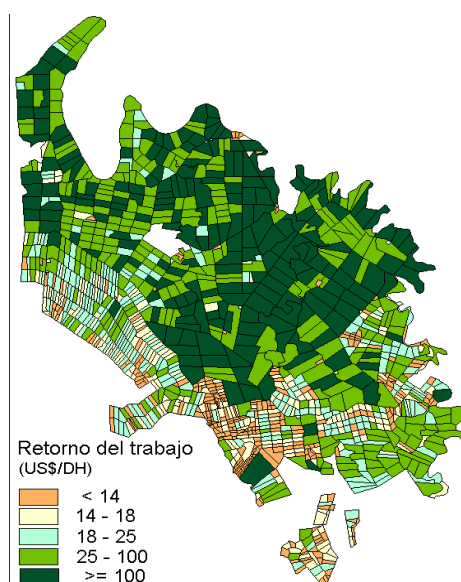 Retorno del trabajo
(US$/DH)
< 14
14 - 18
18 - 25
25 - 100
>= 100